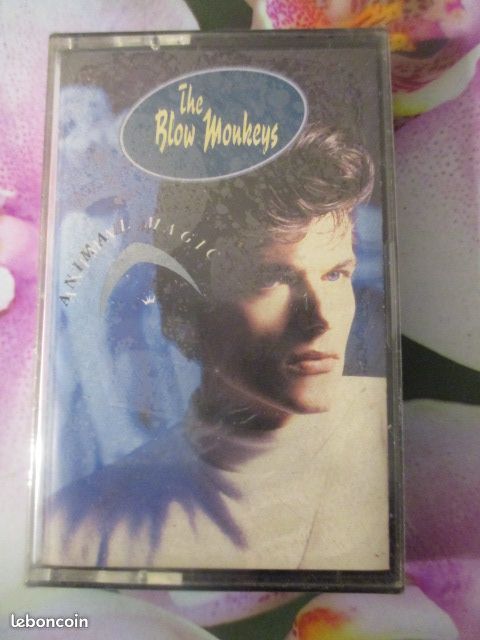 The
Blow Monkeys
ANIMAL MAGIC
leboncoin